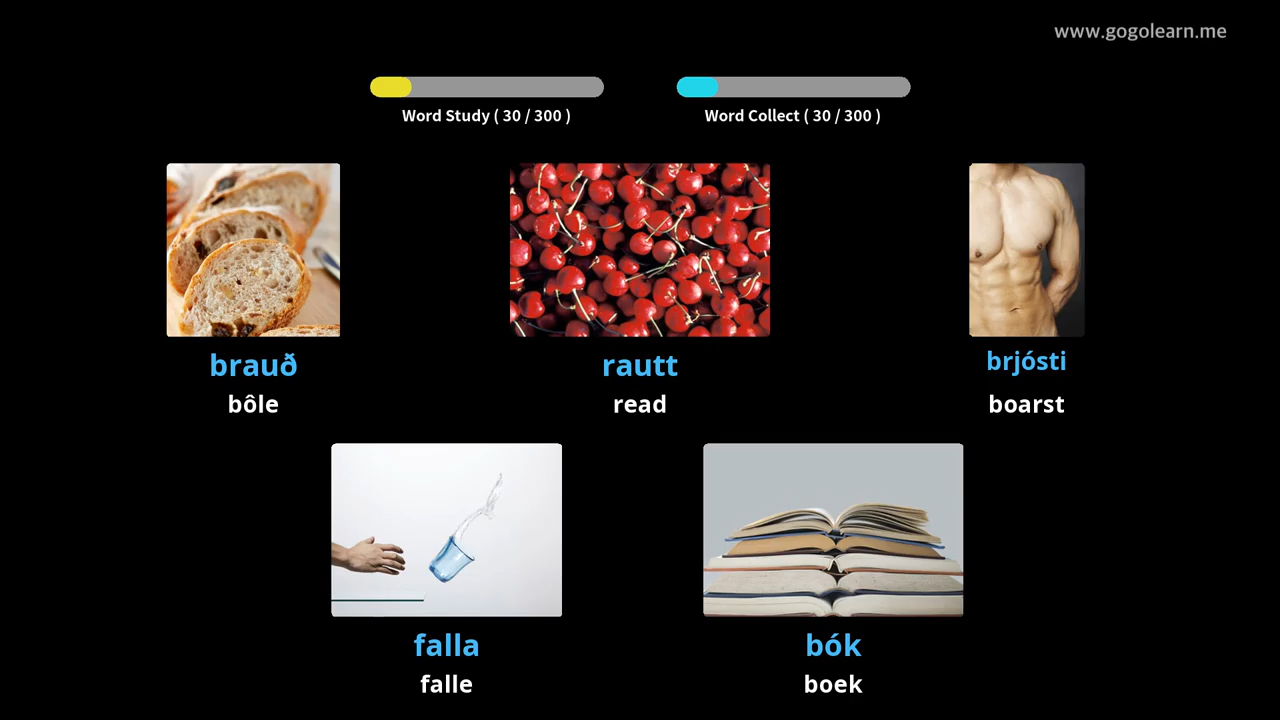 www.gogolearn.me
Word Study ( 30 / 300 )
Word Collect ( 30 / 300 )
brauð
bôle
rautt
read
brjósti
boarst
falla
falle
bók
boek